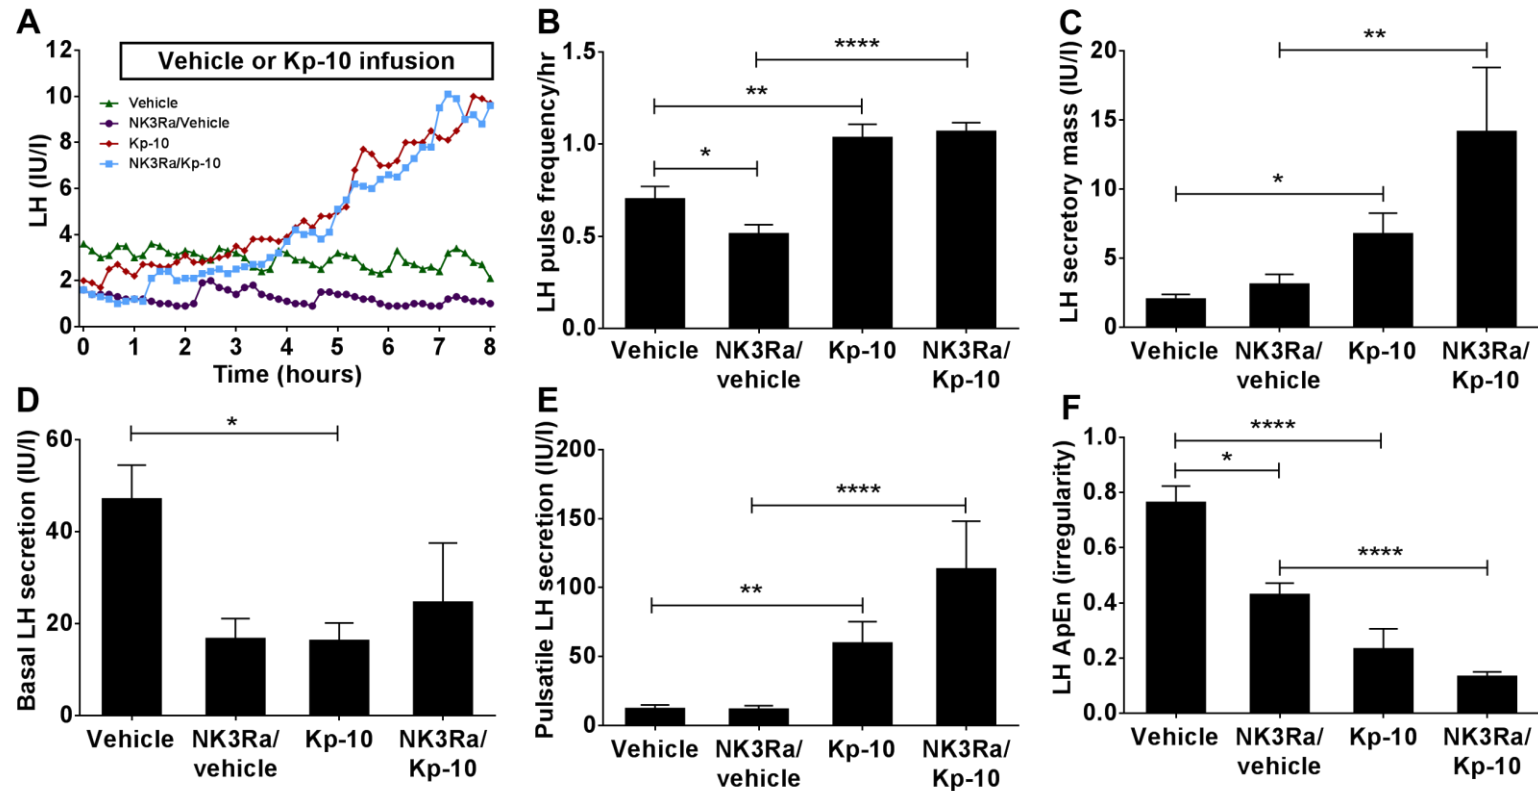 A
LH (IU/l)
12
10
8
6
4
2
0
Vehicle or Kp-10 infusion
Vehicle
NK3Ra/Vehicle
Kp-10
NK3Ra/Kp-10
0 1 2 3 4 5 6 7 8
Time (hours)
B
LH pulse frequency/hr
1.5
1.0
0.5
0.0
****
**
*
Vehicle NK3Ra/ Kp-10 NK3Ra/
vehicle Kp-10
C
LH secretory mass (IU/l)
20
15
10
5
0
**
*
Vehicle NK3Ra/ Kp-10 NK3Ra/
vehicle Kp-10
D
Basal LH secretion (IU/l)
60
40
20
0
*
Vehicle NK3Ra/ Kp-10 NK3Ra/
vehicle Kp-10
E
Pulsatile LH secretion (IU/l)
200
150
100
50
0
****
**
Vehicle NK3Ra/ Kp-10 NK3Ra/
vehicle Kp-10
F
LH ApEn (irregularity)
1.0
0.8
0.6
0.4
0.2
0.0
****
*
****
Vehicle NK3Ra/ Kp-10 NK3Ra/
vehicle Kp-10